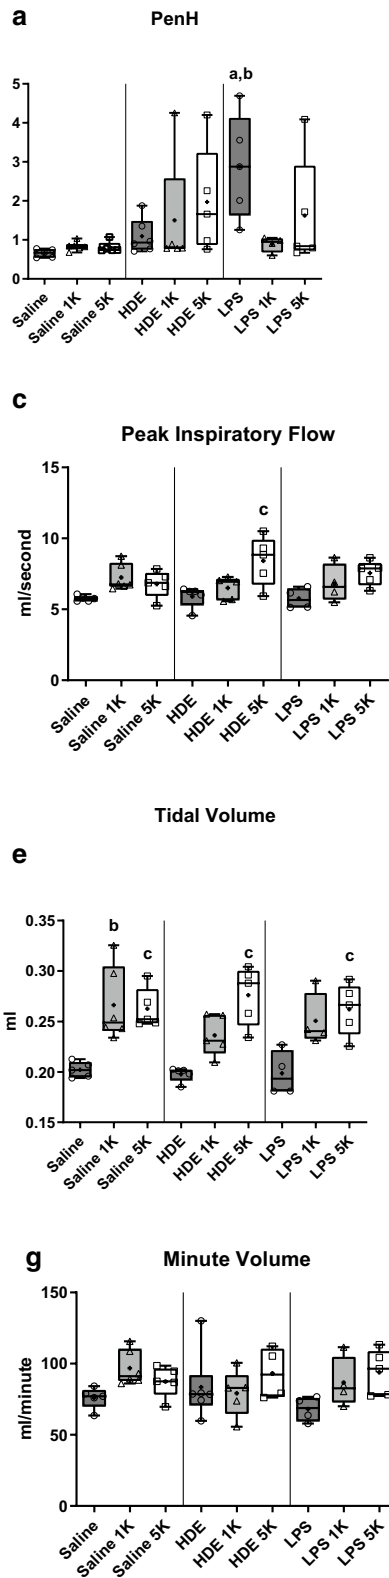 a
PenH
a,b
5
4
3
2
1
0
Saline
Saline 1K
Saline 5K
HDE
HDE 1K
HDE 5K
LPS
LPS 1K
LPS 5K
c
Peak Inspiratory Flow
15
c
10
ml/second
5
0
Saline
Saline 1K
Saline 5K
HDE
HDE 1K
HDE 5K
LPS
LPS 1K
LPS 5K
Tidal Volume
e
0.35
b
c
c
c
0.30
ml
0.25
0.20
0.15
Saline
Saline 1K
Saline 5K
HDE
HDE 1K
HDE 5K
LPS
LPS 1K
LPS 5K
g
Minute Volume
150
100
ml/minute
50
0
Saline
Saline 1K
Saline 5K
HDE
HDE 1K
HDE 5K
LPS
LPS 1K
LPS 5K